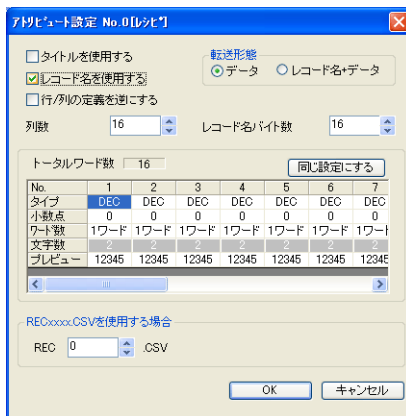 アトリビュート設定 No.0[レシピ]
タイトルを使用する
レコード名を使用する
行/列の定義を逆にする
転送形態
データ レコード名+データ
列数 16 レコード名バイト数 16
トータルワード数 16 同じ設定にする
No. 1 2 3 4 5 6 7
タイプ DEC DEC DEC DEC DEC DEC DEC
小数点 0 0 0 0 0 0 0
ワード数 1ワード 1ワード 1ワード 1ワード 1ワード 1ワード 1ワード
文字数 2 2 2 2 2 2 2
プレビュー 12345 12345 12345 12345 12345 12345 12345
RECxxxx.CSVを使用する場合
REC 0 .CSV
OK キャンセル